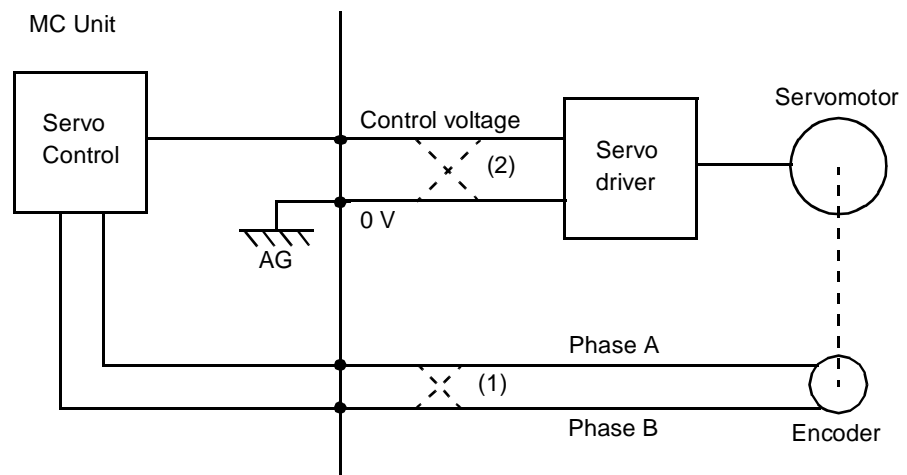 MC Unit
Servo
Control
Control voltage
(2)
0 V
AG
Servo
driver
Servomotor
Phase A
(1)
Phase B
Encoder